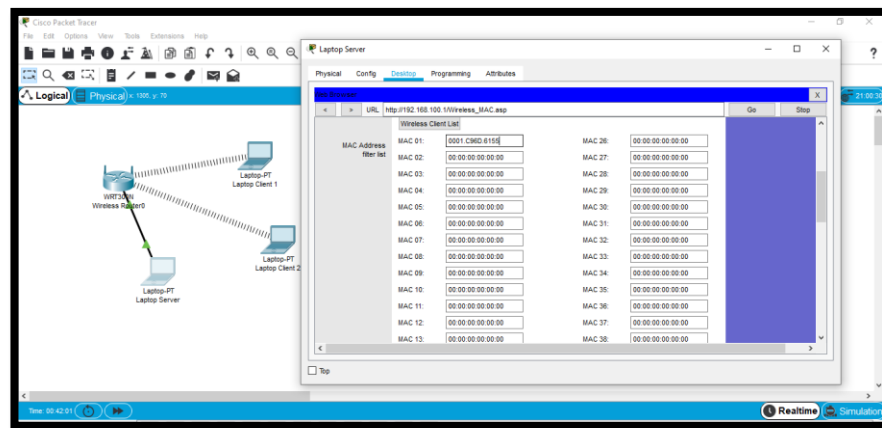 Cisco Packet Tracer
File Edit Options View Tools Extensions Help
Logical Physical x: 1305, y: 70 21:00:30
Laptop-PT
Laptop Client 1
WRT300N
Wireless Router0
Laptop-PT
Laptop Client 2
Laptop-PT
Laptop Server
Laptop Server
Physical Config Desktop Programming Attributes
Web Browser X
< > URL http://192.168.100.1/Wireless_MAC.asp Go Stop
Wireless Client List
MAC Address
filter list
MAC 01: 0001.C96D.6155 MAC 26: 00:00:00:00:00:00
MAC 02: 00:00:00:00:00:00 MAC 27: 00:00:00:00:00:00
MAC 03: 00:00:00:00:00:00 MAC 28: 00:00:00:00:00:00
MAC 04: 00:00:00:00:00:00 MAC 29: 00:00:00:00:00:00
MAC 05: 00:00:00:00:00:00 MAC 30: 00:00:00:00:00:00
MAC 06: 00:00:00:00:00:00 MAC 31: 00:00:00:00:00:00
MAC 07: 00:00:00:00:00:00 MAC 32: 00:00:00:00:00:00
MAC 08: 00:00:00:00:00:00 MAC 33: 00:00:00:00:00:00
MAC 09: 00:00:00:00:00:00 MAC 34: 00:00:00:00:00:00
MAC 10: 00:00:00:00:00:00 MAC 35: 00:00:00:00:00:00
MAC 11: 00:00:00:00:00:00 MAC 36: 00:00:00:00:00:00
MAC 12: 00:00:00:00:00:00 MAC 37: 00:00:00:00:00:00
MAC 13: 00:00:00:00:00:00 MAC 38: 00:00:00:00:00:00
Top
Time: 00:42:01 Realtime Simulation